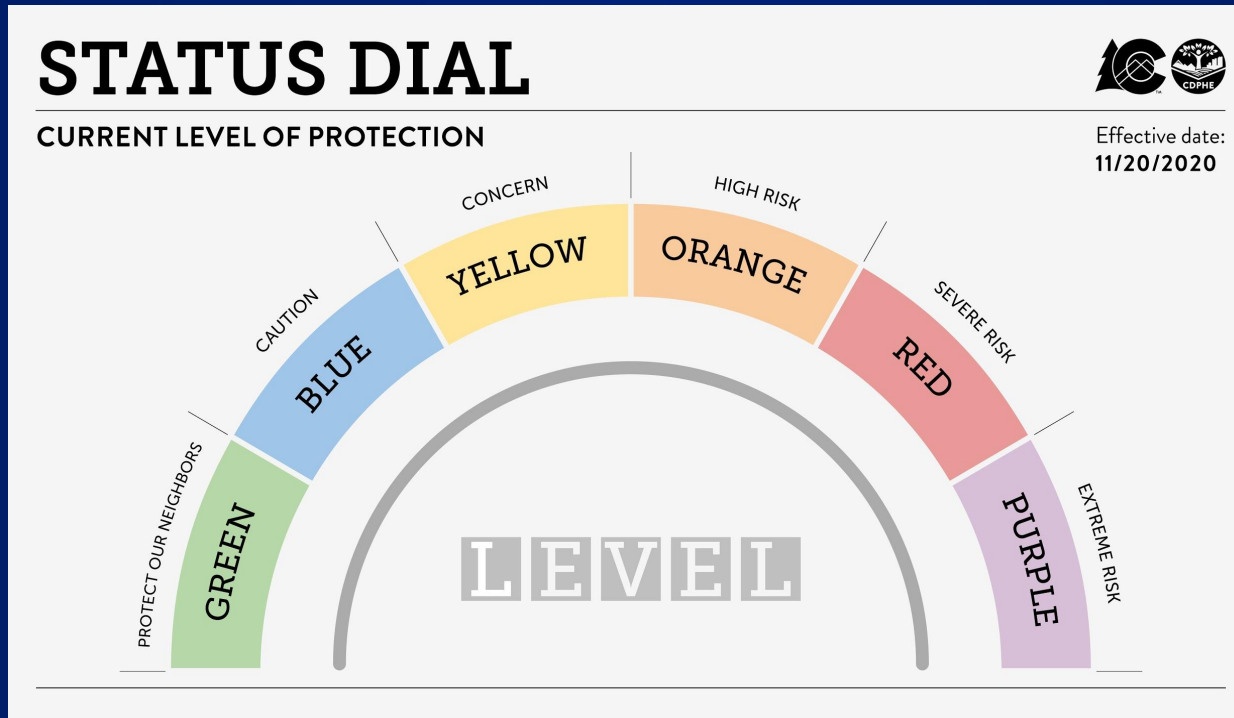 STATUS DIAL
CDPHE
CURRENT LEVEL OF PROTECTION
Effective date:
11/20/2020
PROTECT OUR NEIGHBORS
GREEN
CAUTION
BLUE
CONCERN
YELLOW
HIGH RISK
ORANGE
SEVERE RISK
RED
EXTREME RISK
PURPLE
LEVEL